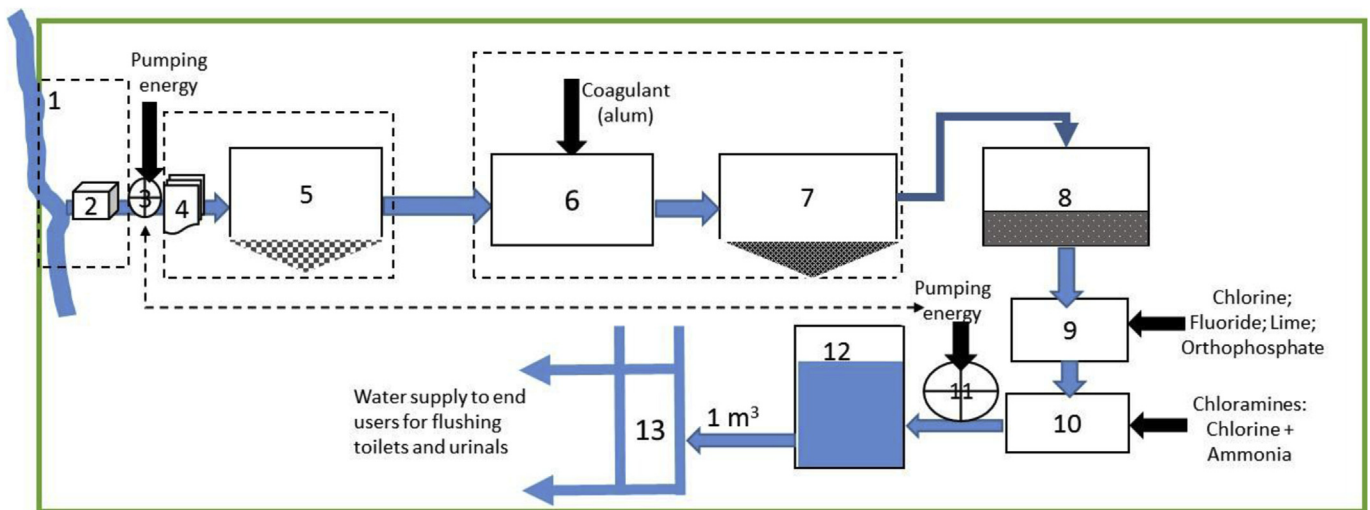 1
Pumping
energy
2
3
4
5
Coagulant
(alum)
6
7
8
Chlorine;
Fluoride; Lime;
Orthophosphate
9
Chloramines:
Chlorine +
Ammonia
10
Pumping
energy
11
12
1 m³
13
Water supply to end
users for flushing
toilets and urinals